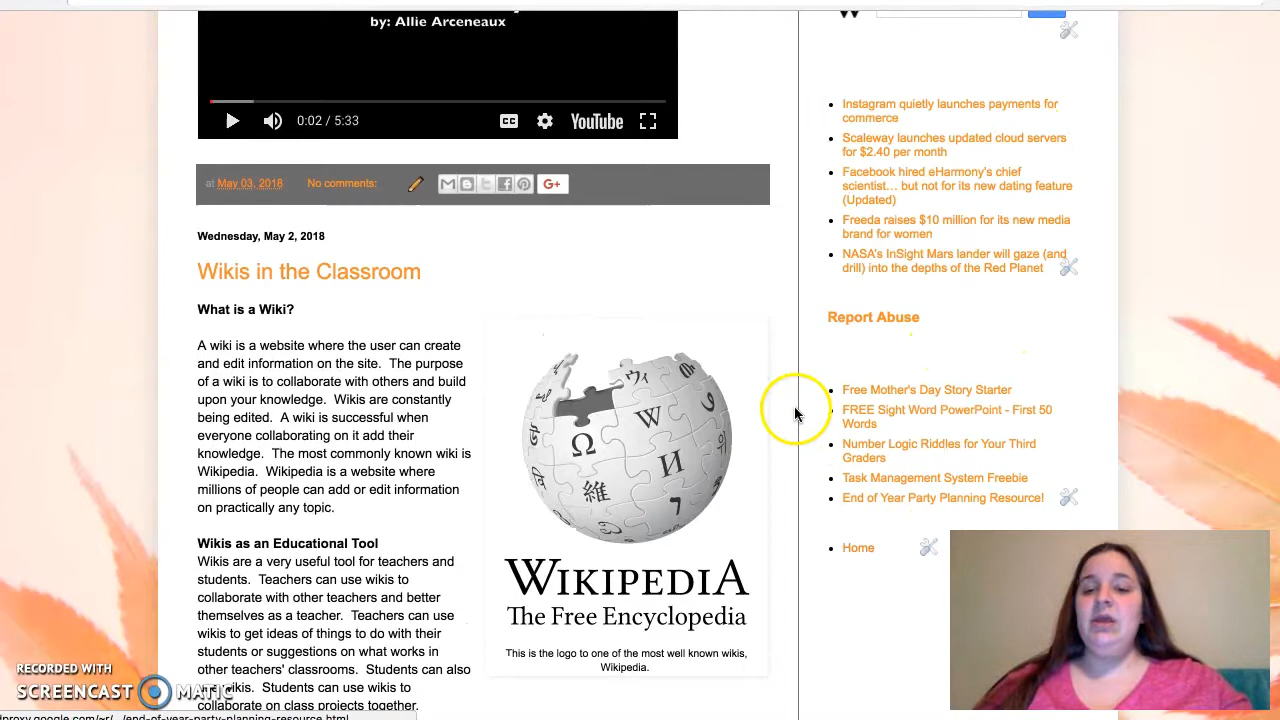 by: Allie Arceneaux
0:02 / 5:33
CC
YouTube
at May 03, 2018
No comments:
G+
Wednesday, May 2, 2018
Wikis in the Classroom
What is a Wiki?
A wiki is a website where the user can create
and edit information on the site. The purpose
of a wiki is to collaborate with others and build
upon your knowledge. Wikis are constantly
being edited. A wiki is successful when
everyone collaborating on it add their
knowledge. The most commonly known wiki is
Wikipedia. Wikipedia is a website where
millions of people can add or edit information
on practically any topic.
Wikis as an Educational Tool
Wikis are a very useful tool for teachers and
students. Teachers can use wikis to
collaborate with other teachers and better
themselves as a teacher. Teachers can use
wikis to get ideas of things to do with their
students or suggestions on what works in
other teachers' classrooms. Students can also
wikis. Students can use wikis to
collaborate on class projects together.
Ω
W
И
維
ウィ
WIKIPEDIA
The Free Encyclopedia
This is the logo to one of the most well known wikis,
Wikipedia.
Instagram quietly launches payments for
commerce
Scaleway launches updated cloud servers
for $2.40 per month
Facebook hired eHarmony's chief
scientist… but not for its new dating feature
(Updated)
Freeda raises $10 million for its new media
brand for women
NASA's InSight Mars lander will gaze (and
drill) into the depths of the Red Planet
Report Abuse
Free Mother's Day Story Starter
FREE Sight Word PowerPoint - First 50
Words
Number Logic Riddles for Your Third
Graders
Task Management System Freebie
End of Year Party Planning Resource!
Home
RECORDED WITH
SCREENCAST MATIC